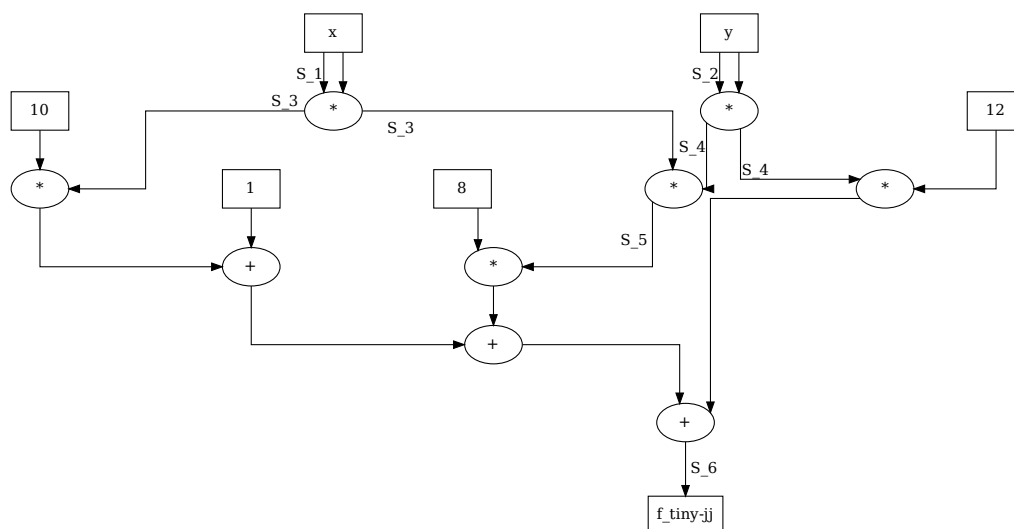 x
y
S_1
S_2
10
S_3
*
*
12
S_3
S_4
S_4
*
1
8
*
*
S_5
+
*
+
+
S_6
f_tiny-jj